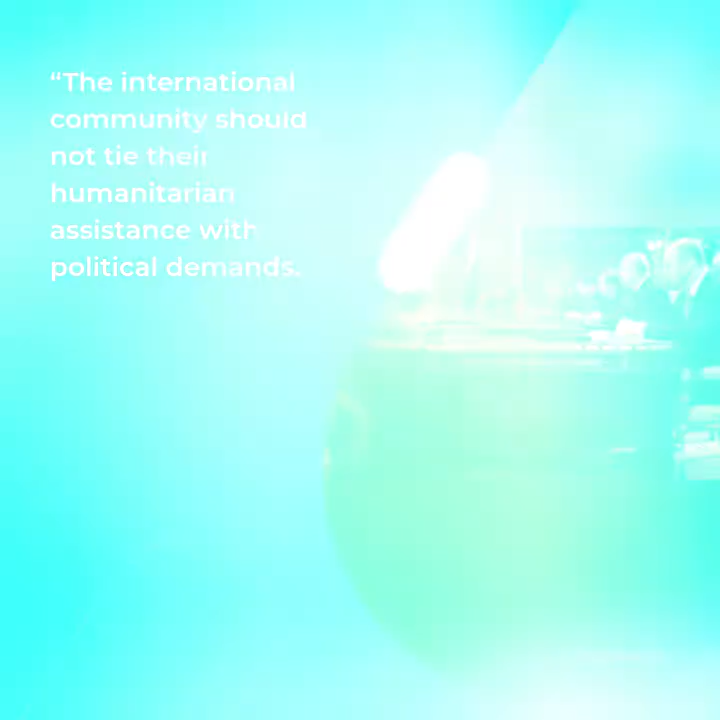 “The international
community should
not tie their
humanitarian
assistance with
political demands.